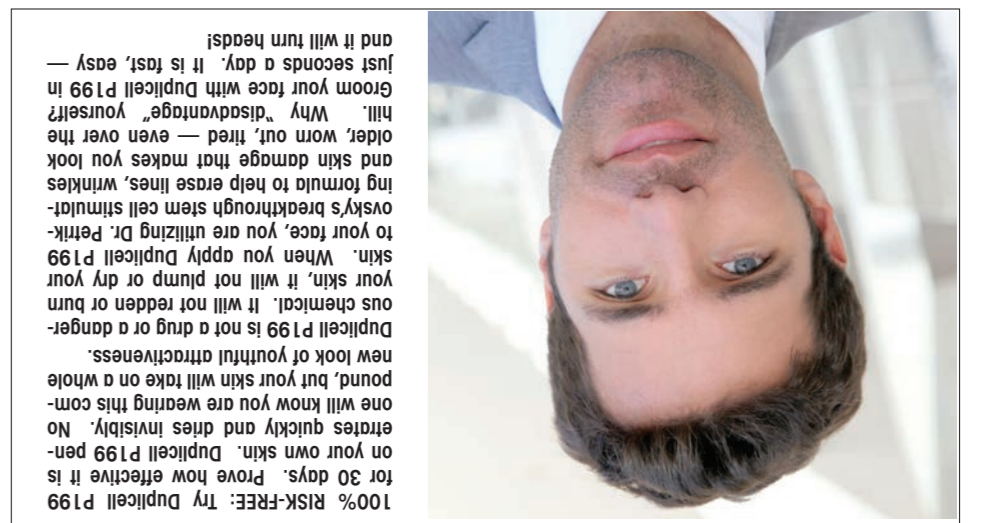 100% RISK-FREE: Try Duplicell P199
for 30 days.  Prove how effective it is
on your own skin.  Duplicell P199 pen-
etrates quickly and dries invisibly.  No
one will know you are wearing this com-
pound, but your skin will take on a whole
new look of youthful attractiveness.
Duplicell P199 is not a drug or a danger-
ous chemical.  It will not redden or burn
your skin, it will not plump or dry your
skin.  When you apply Duplicell P199
to your face, you are utilizing Dr. Petrik-
ovsky's breakthrough stem cell stimulat-
ing formula to help erase lines, wrinkles
and skin damage that makes you look
older, worn out, tired — even over the
hill.  Why "disadvantage" yourself?
Groom your face with Duplicell P199 in
just seconds a day.  It is fast, easy —
and it will turn heads!